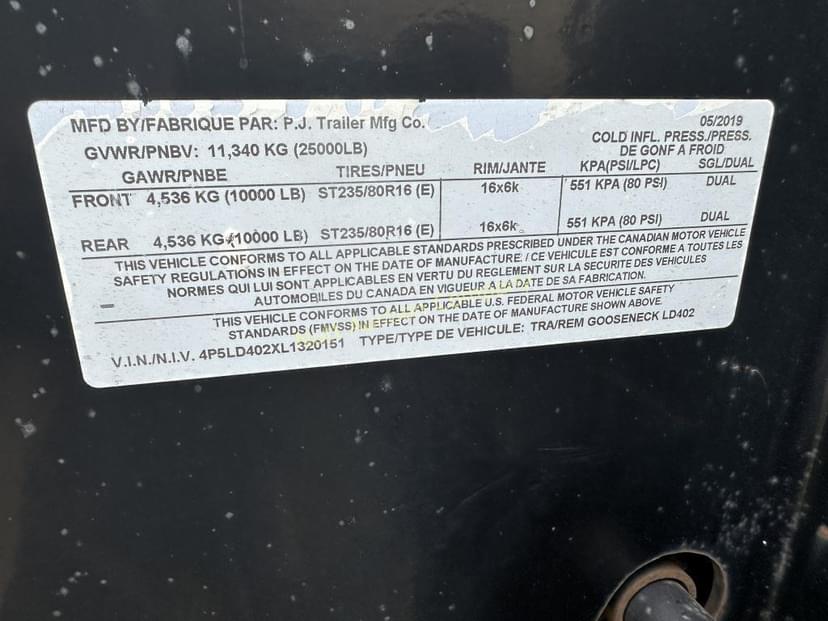 MFD BY/FABRIQUE PAR: P.J. Trailer Mfg Co. 05/2019
GVWR/PNBV: 11,340 KG (25000LB) COLD INFL. PRESS./PRESS. DE GONF A FROID
GAWR/PNBE TIRES/PNEU RIM/JANTE KPA(PSI/LPC) SGL/DUAL
FRONT 4,536 KG (10000 LB) ST235/80R16 (E) 16x6k 551 KPA (80 PSI) DUAL
REAR 4,536 KG (10000 LB) ST235/80R16 (E) 16x6k 551 KPA (80 PSI) DUAL
THIS VEHICLE CONFORMS TO ALL APPLICABLE STANDARDS PRESCRIBED UNDER THE CANADIAN MOTOR VEHICLE
SAFETY REGULATIONS IN EFFECT ON THE DATE OF MANUFACTURE. / CE VEHICULE EST CONFORME A TOUTES LES
NORMES QUI LUI SONT APPLICABLES EN VERTU DU REGLEMENT SUR LA SECURITE DES VEHICULES
AUTOMOBILES DU CANADA EN VIGUEUR A LA DATE DE SA FABRICATION.
THIS VEHICLE CONFORMS TO ALL APPLICABLE U.S. FEDERAL MOTOR VEHICLE SAFETY
STANDARDS (FMVSS) IN EFFECT ON THE DATE OF MANUFACTURE SHOWN ABOVE.
V.I.N./N.I.V. 4P5LD402XL1320151 TYPE/TYPE DE VEHICULE: TRA/REM GOOSENECK LD402